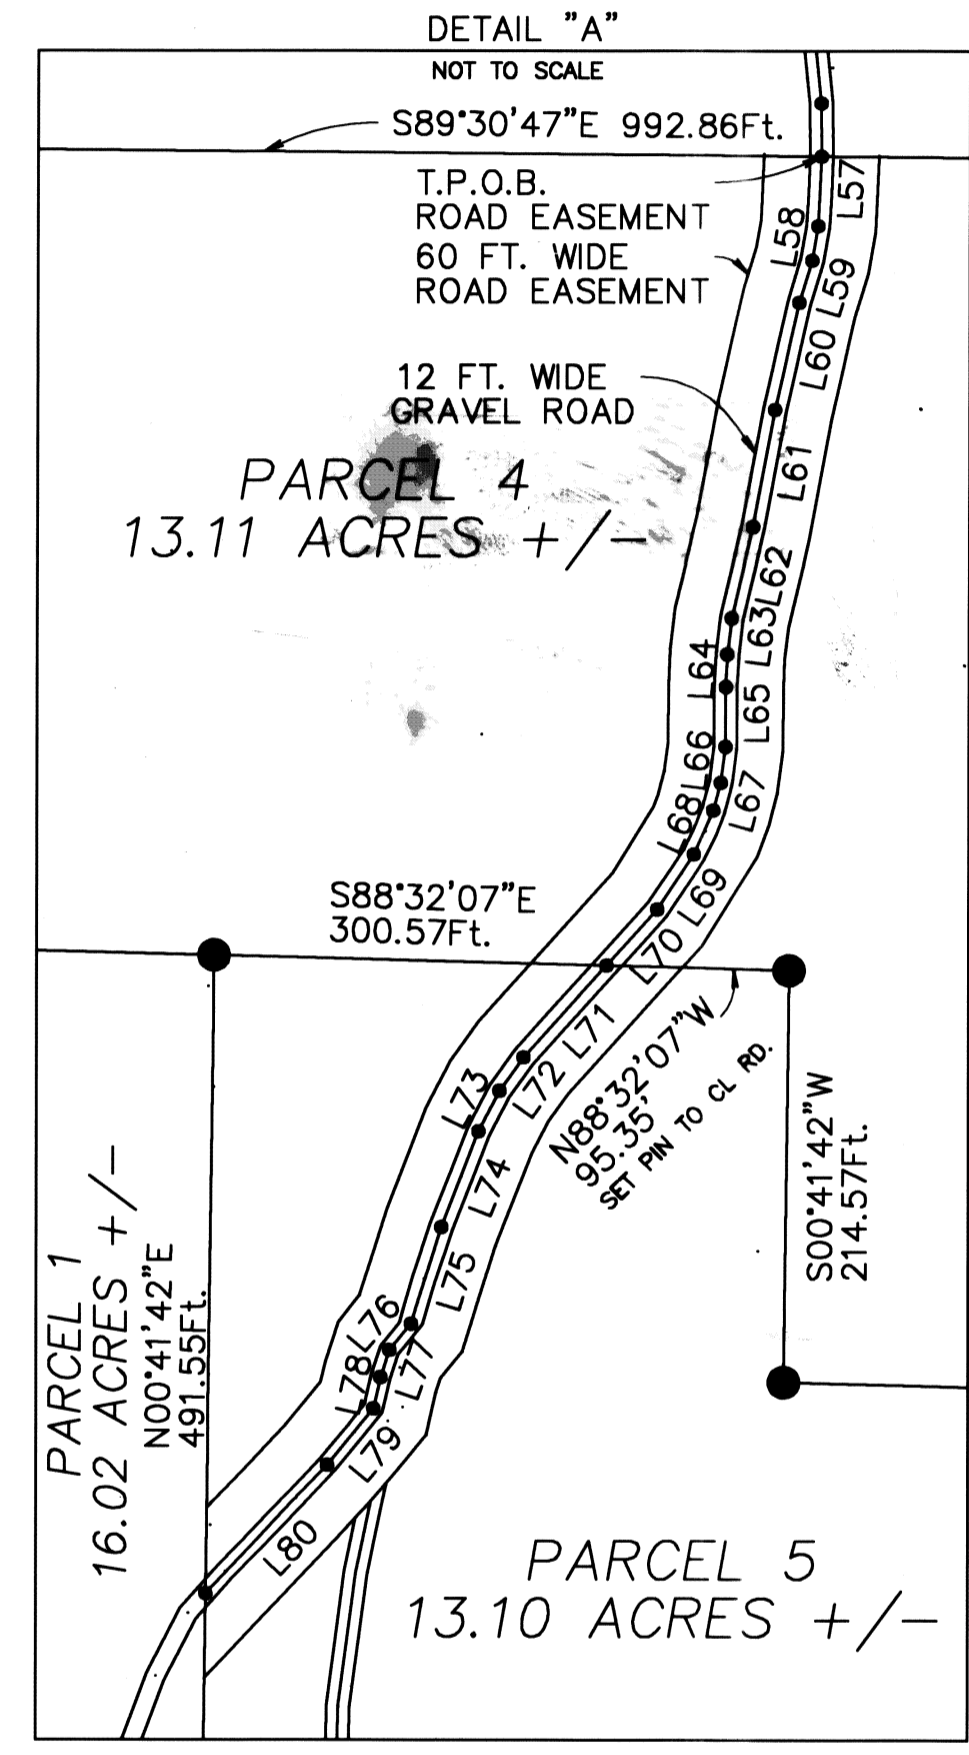 DETAIL "A"
NOT TO SCALE
S89°30'47"E 992.86Ft.
T.P.O.B.
ROAD EASEMENT
60 FT. WIDE
ROAD EASEMENT
L57
L58
L59
L60
12 FT. WIDE
GRAVEL ROAD
L61
PARCEL 4
13.11 ACRES +/-
L62
L63
L64
L65
L66
L67
L68
L69
S88°32'07"E
300.57Ft.
L70
L71
L72
L73
N88°32'07"W
95.35'
SET PIN TO CL RD.
S00°41'42"W
214.57Ft.
L74
L75
L76
L77
L78
L79
L80
PARCEL 1
16.02 ACRES +/-
N00°41'42"E
491.55Ft.
PARCEL 5
13.10 ACRES +/-